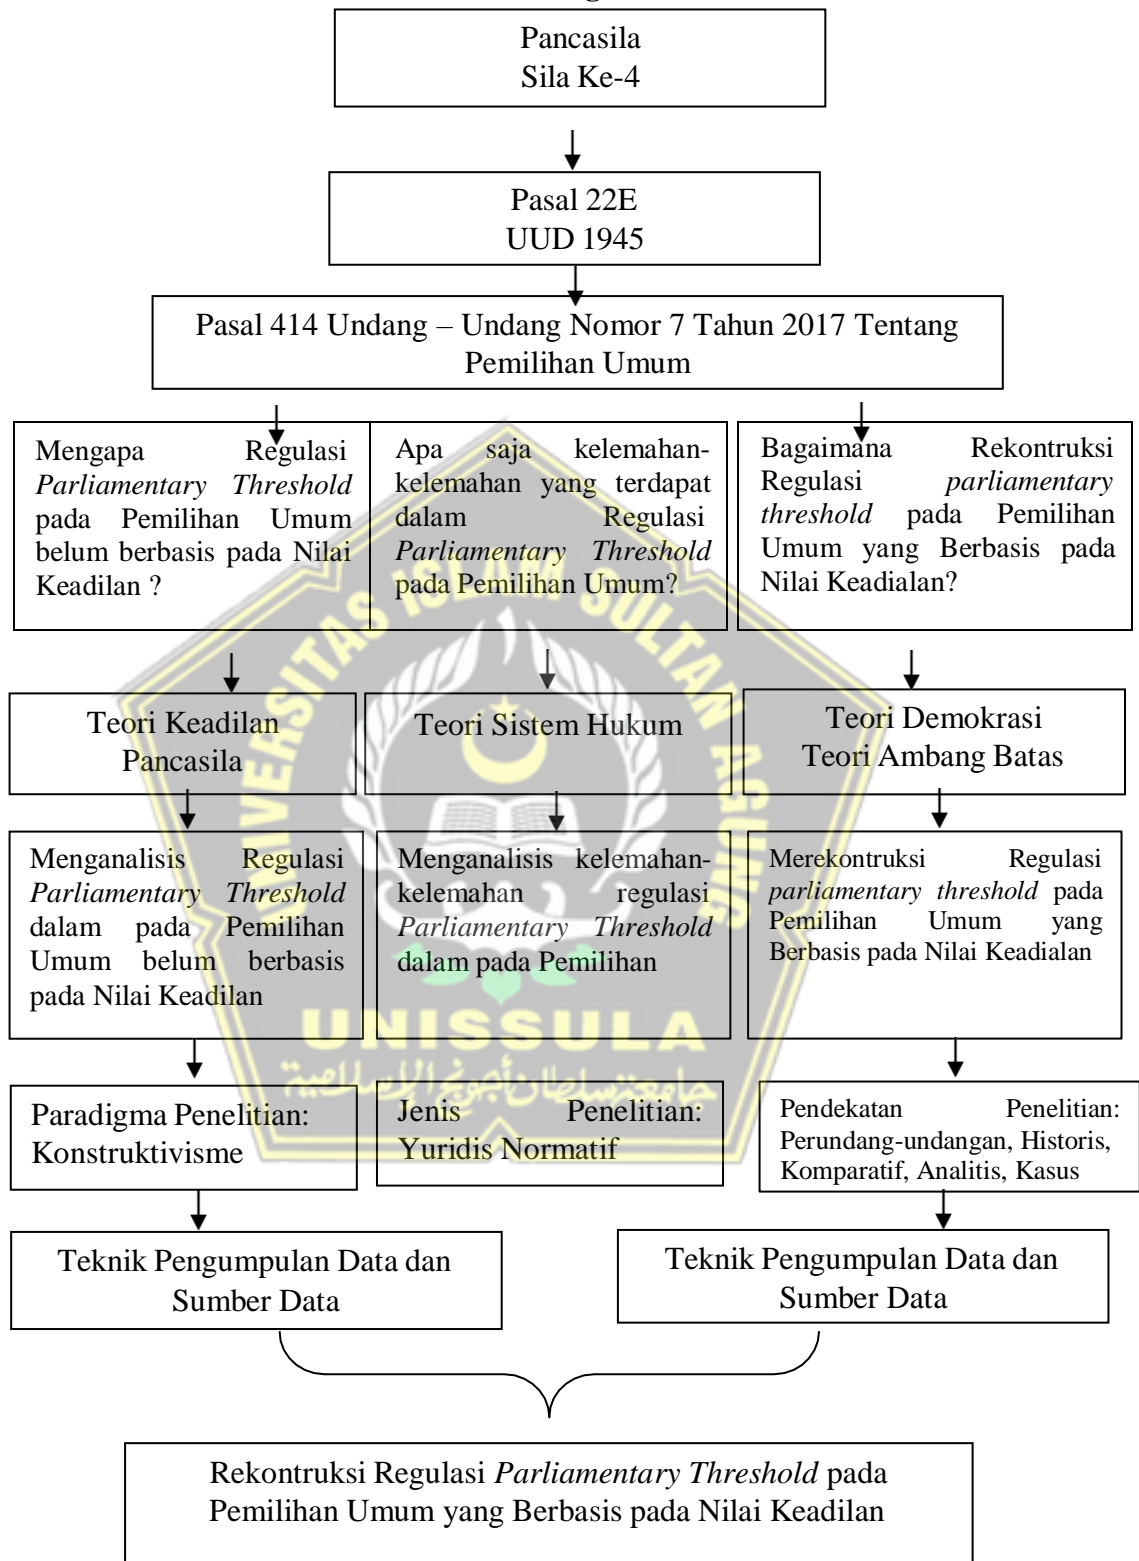 Pancasila
Sila Ke-4
Pasal 22E
UUD 1945
Pasal 414 Undang – Undang Nomor 7 Tahun 2017 Tentang
Pemilihan Umum
Mengapa Regulasi
Parliamentary Threshold
pada Pemilihan Umum
belum berbasis pada Nilai
Keadilan ?
Apa saja kelemahan-
kelemahan yang terdapat
dalam Regulasi
Parliamentary Threshold
pada Pemilihan Umum?
Bagaimana Rekontruksi
Regulasi parliamentary
threshold pada Pemilihan
Umum yang Berbasis pada
Nilai Keadialan?
Teori Keadilan
Pancasila
Teori Sistem Hukum
Teori Demokrasi
Teori Ambang Batas
Menganalisis Regulasi
Parliamentary Threshold
dalam pada Pemilihan
Umum belum berbasis
pada Nilai Keadilan
Menganalisis kelemahan-
kelemahan regulasi
Parliamentary Threshold
dalam pada Pemilihan
Merekontruksi Regulasi
parliamentary threshold pada
Pemilihan Umum yang
Berbasis pada Nilai Keadialan
Paradigma Penelitian:
Konstruktivisme
Jenis Penelitian:
Yuridis Normatif
Pendekatan Penelitian:
Perundang-undangan, Historis,
Komparatif, Analitis, Kasus
Teknik Pengumpulan Data dan
Sumber Data
Teknik Pengumpulan Data dan
Sumber Data
Rekontruksi Regulasi Parliamentary Threshold pada
Pemilihan Umum yang Berbasis pada Nilai Keadilan
UNIVERSITAS ISLAM SULTAN AGUNG
UNISSULA